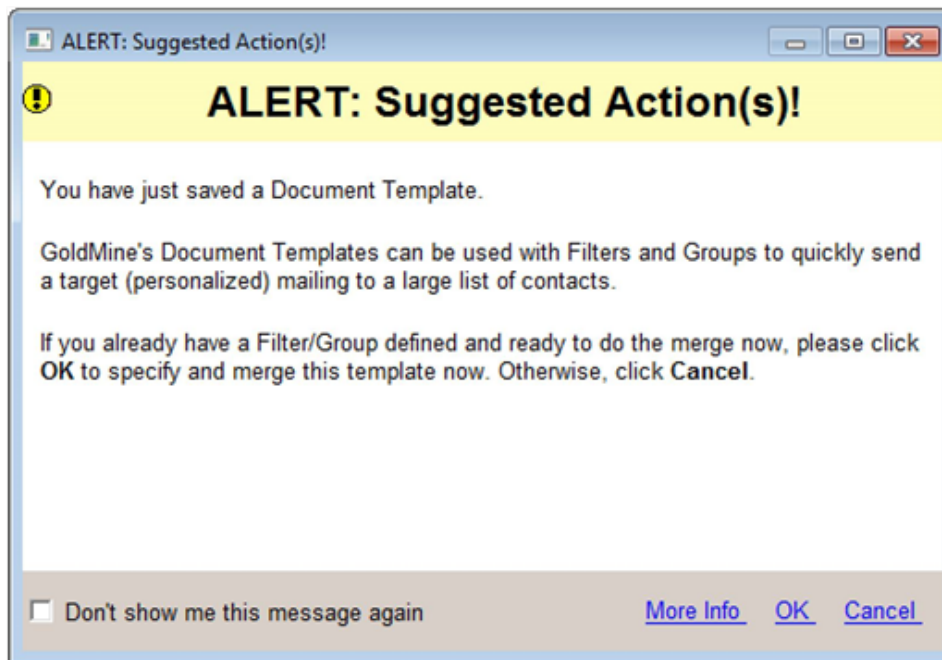 ALERT: Suggested Action(s)!
ALERT: Suggested Action(s)!
You have just saved a Document Template.
GoldMine's Document Templates can be used with Filters and Groups to quickly send
a target (personalized) mailing to a large list of contacts.
If you already have a Filter/Group defined and ready to do the merge now, please click
OK to specify and merge this template now. Otherwise, click Cancel.
Don't show me this message again More Info OK Cancel